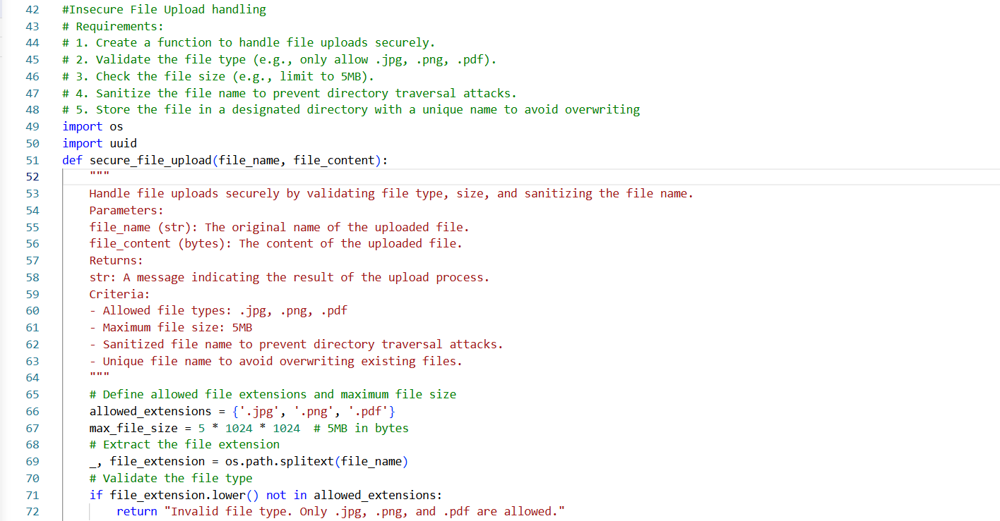 42 #Insecure File Upload handling
43 # Requirements:
44 # 1. Create a function to handle file uploads securely.
45 # 2. Validate the file type (e.g., only allow .jpg, .png, .pdf).
46 # 3. Check the file size (e.g., limit to 5MB).
47 # 4. Sanitize the file name to prevent directory traversal attacks.
48 # 5. Store the file in a designated directory with a unique name to avoid overwriting
49 import os
50 import uuid
51 def secure_file_upload(file_name, file_content):
52     """
53     Handle file uploads securely by validating file type, size, and sanitizing the file name.
54     Parameters:
55     file_name (str): The original name of the uploaded file.
56     file_content (bytes): The content of the uploaded file.
57     Returns:
58     str: A message indicating the result of the upload process.
59     Criteria:
60     - Allowed file types: .jpg, .png, .pdf
61     - Maximum file size: 5MB
62     - Sanitized file name to prevent directory traversal attacks.
63     - Unique file name to avoid overwriting existing files.
64     """
65     # Define allowed file extensions and maximum file size
66     allowed_extensions = {'.jpg', '.png', '.pdf'}
67     max_file_size = 5 * 1024 * 1024  # 5MB in bytes
68     # Extract the file extension
69     _, file_extension = os.path.splitext(file_name)
70     # Validate the file type
71     if file_extension.lower() not in allowed_extensions:
72         return "Invalid file type. Only .jpg, .png, and .pdf are allowed."